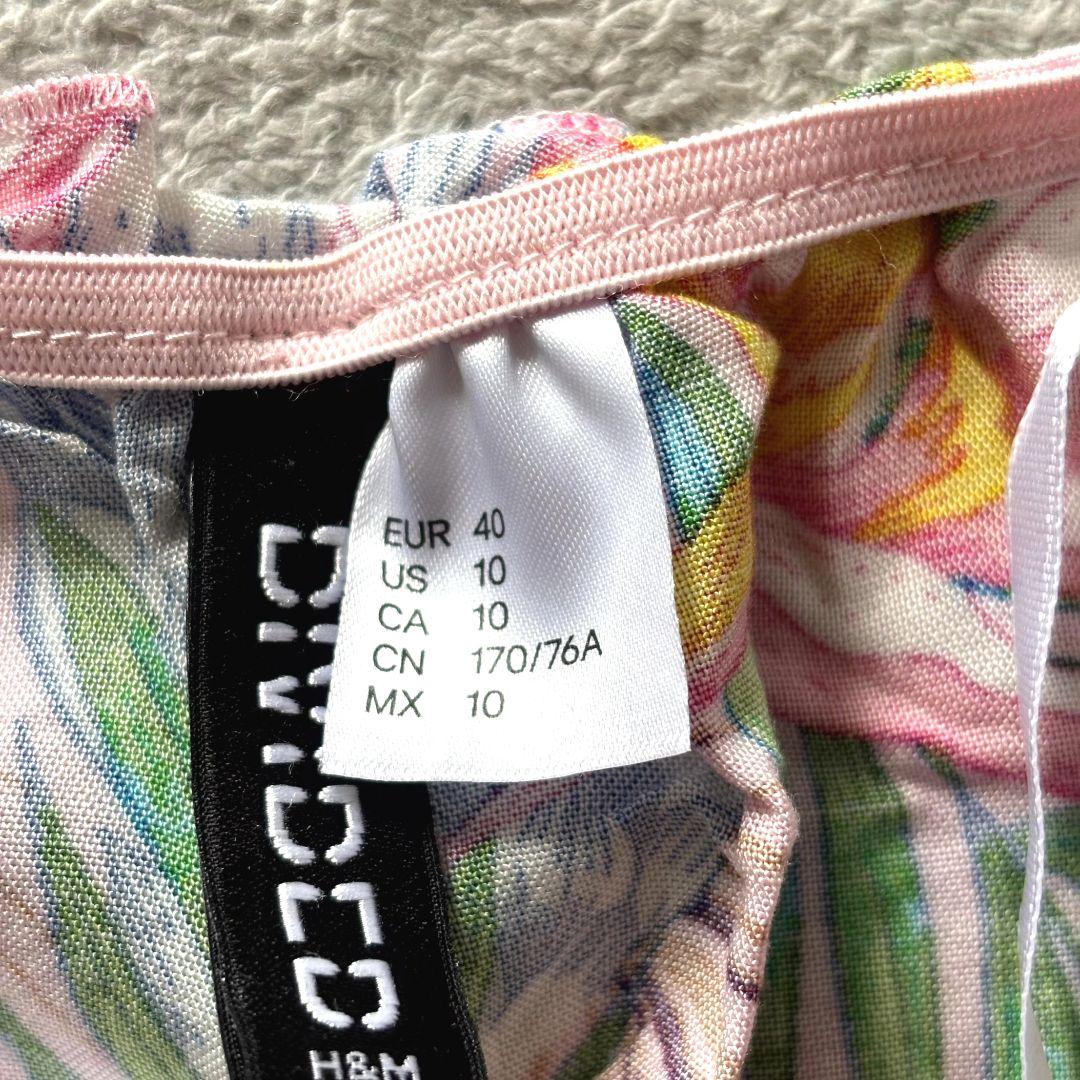 EUR 40
US 10
CA 10
CN 170/76A
MX 10
DIVIDED
H&M